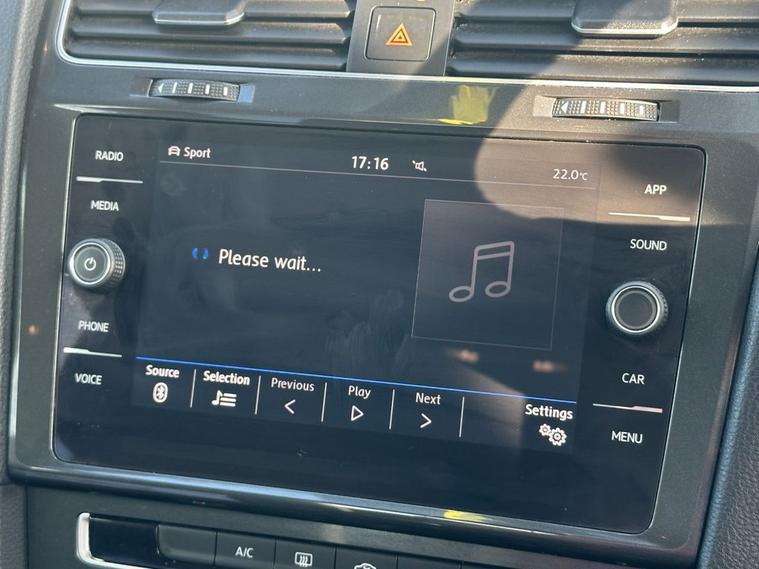 RADIO
MEDIA
PHONE
VOICE
Sport
17:16
22.0°C
Please wait...
Source
Selection
Previous
Play
Next
Settings
APP
SOUND
CAR
MENU
A/C